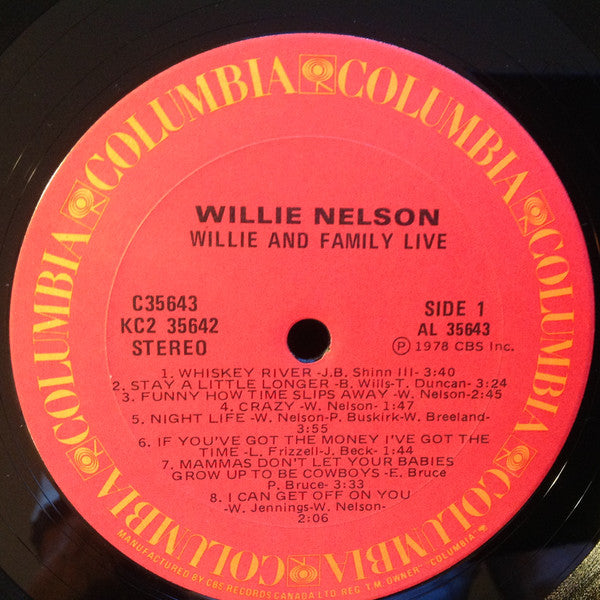 COLUMBIA COLUMBIA COLUMBIA COLUMBIA COLUMBIA COLUMBIA
WILLIE NELSON
WILLIE AND FAMILY LIVE
C35643
KC2 35642
STEREO
SIDE 1
AL 35643
Ⓟ 1978 CBS Inc.
1. WHISKEY RIVER -J.B. Shinn III- 3:40
2. STAY A LITTLE LONGER -B. Wills-T. Duncan- 3:24
3. FUNNY HOW TIME SLIPS AWAY -W. Nelson-2:45
4. CRAZY -W. Nelson- 1:47
5. NIGHT LIFE -W. Nelson-P. Buskirk-W. Breeland-
3:55
6. IF YOU'VE GOT THE MONEY I'VE GOT THE
TIME -L. Frizzell-J. Beck- 1:44
7. MAMMAS DON'T LET YOUR BABIES
GROW UP TO BE COWBOYS -E. Bruce
P. Bruce- 3:33
8. I CAN GET OFF ON YOU
-W. Jennings-W. Nelson-
2:06
MANUFACTURED BY CBS RECORDS CANADA LTD. REG. T.M. OWNER "COLUMBIA"